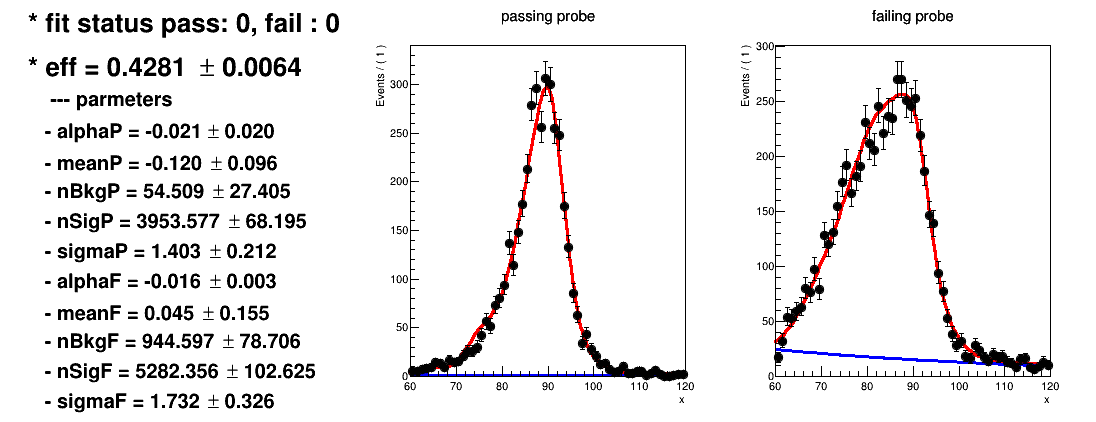 * fit status pass: 0, fail : 0
* eff = 0.4281 ± 0.0064
--- parmeters
- alphaP = -0.021 ± 0.020
- meanP = -0.120 ± 0.096
- nBkgP = 54.509 ± 27.405
- nSigP = 3953.577 ± 68.195
- sigmaP = 1.403 ± 0.212
- alphaF = -0.016 ± 0.003
- meanF = 0.045 ± 0.155
- nBkgF = 944.597 ± 78.706
- nSigF = 5282.356 ± 102.625
- sigmaF = 1.732 ± 0.326
passing probe
Events / ( 1 )
300
250
200
150
100
50
0
60 70 80 90 100 110 120
x
failing probe
Events / ( 1 )
300
250
200
150
100
50
0
60 70 80 90 100 110 120
x